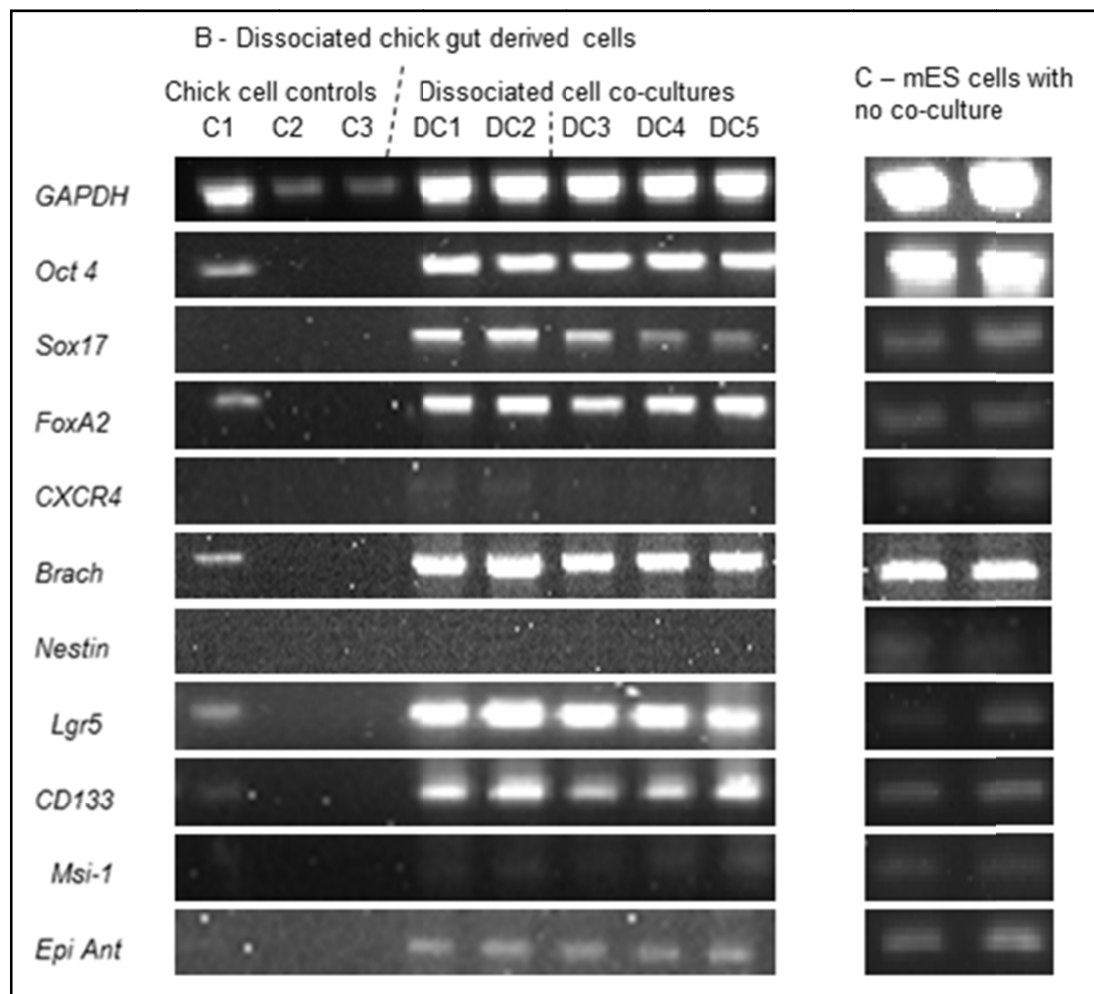 B - Dissociated chick gut derived cells
Chick cell controls
Dissociated cell co-cultures
C1 C2 C3 DC1 DC2 DC3 DC4 DC5
C – mES cells with
no co-culture
GAPDH
Oct 4
Sox17
FoxA2
CXCR4
Brach
Nestin
Lgr5
CD133
Msi-1
Epi Ant